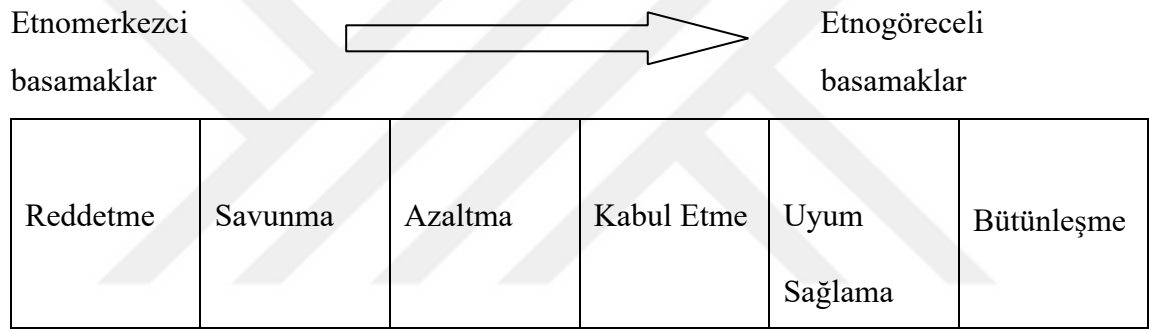 Etnomerkezci
basamaklar
Etnogöreceli
basamaklar
Reddetme
Savunma
Azaltma
Kabul Etme
Uyum
Sağlama
Bütünleşme